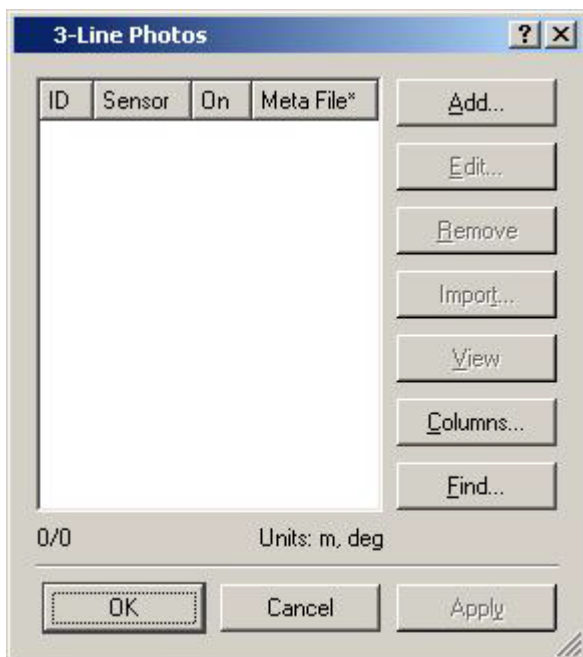 3-Line Photos
ID Sensor On Meta File*
Add...
Edit...
Remove
Import...
View
Columns...
Find...
0/0 Units: m, deg
OK Cancel Apply